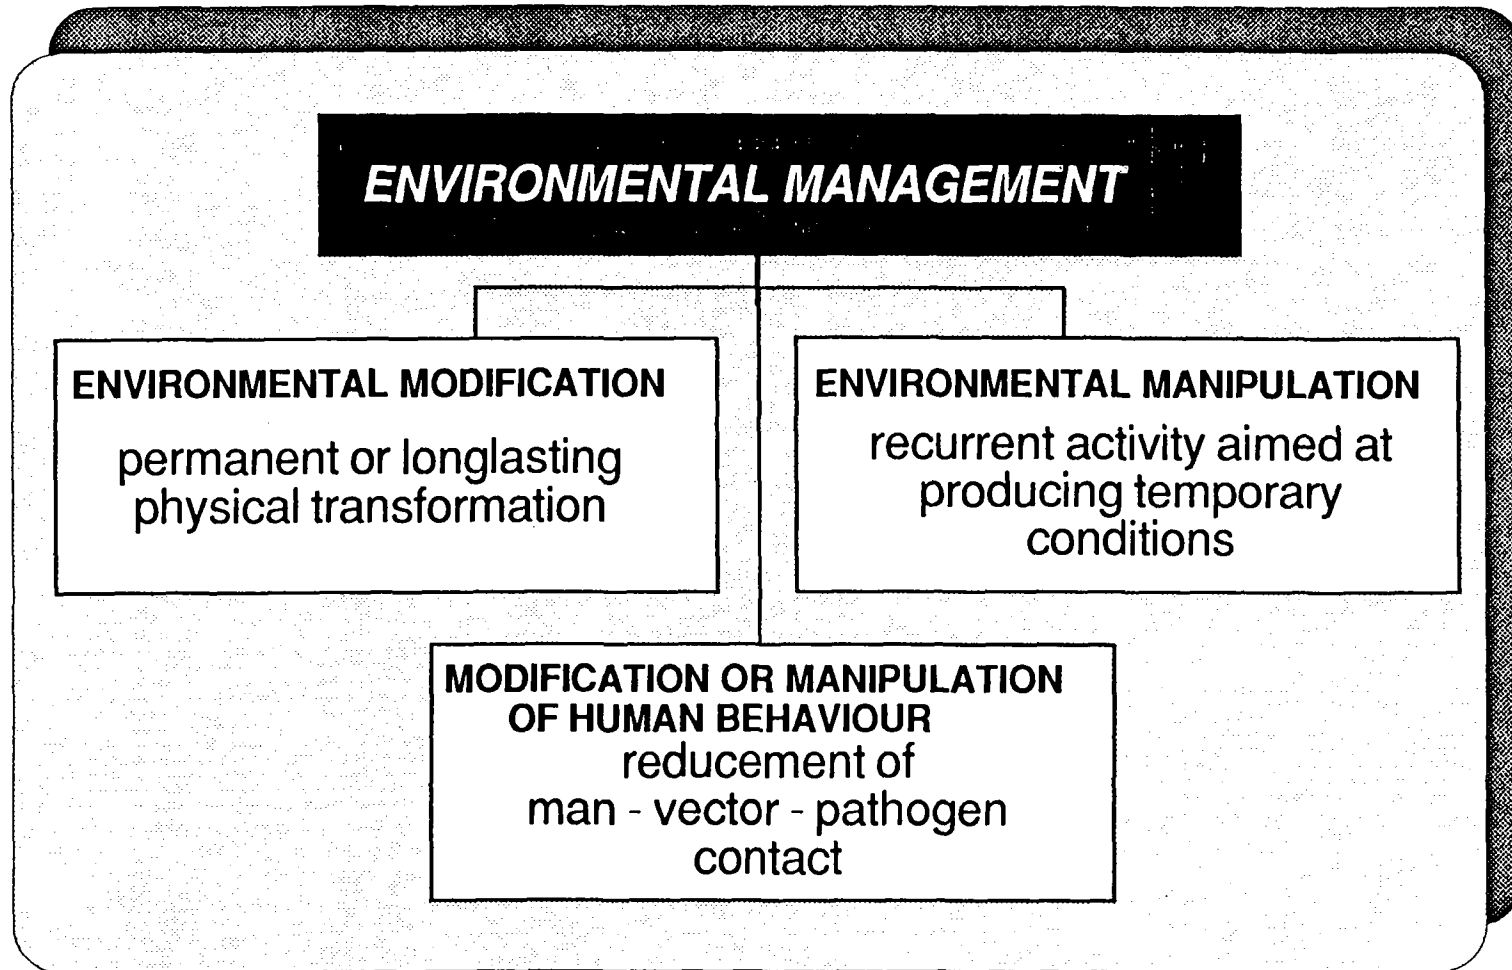 ENVIRONMENTAL MANAGEMENT
ENVIRONMENTAL MODIFICATION
permanent or longlasting
physical transformation
ENVIRONMENTAL MANIPULATION
recurrent activity aimed at
producing temporary
conditions
MODIFICATION OR MANIPULATION
OF HUMAN BEHAVIOUR
reducement of
man - vector - pathogen
contact